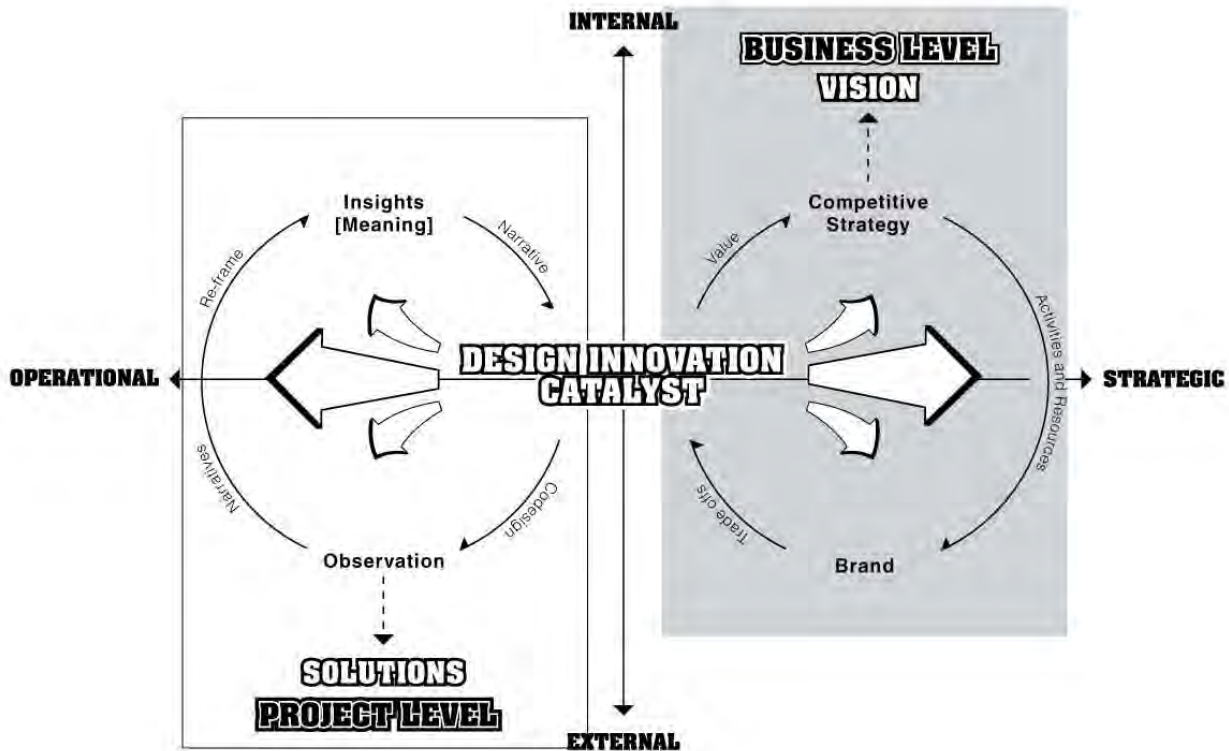 INTERNAL
BUSINESS LEVEL
VISION
Insights
[Meaning]
Narrative
Re-frame
Competitive
Strategy
Value
Activities and Resources
OPERATIONAL
DESIGN INNOVATION
CATALYST
STRATEGIC
Narratives
Codesign
Observation
Trade offs
Brand
SOLUTIONS
PROJECT LEVEL
EXTERNAL